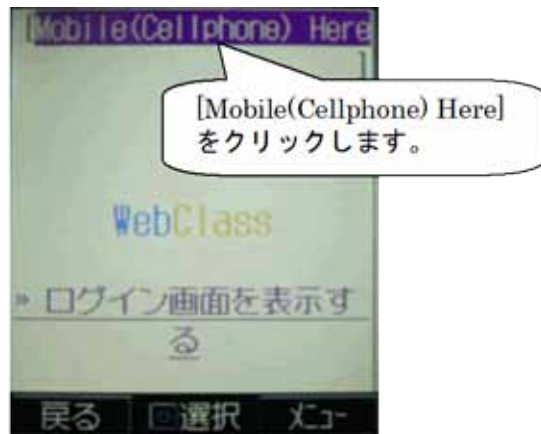 [Mobile(Cellphone) Here
]
[Mobile(Cellphone) Here]
をクリックします。
WebClass
» ログイン画面を表示す
る
戻る 選択 ﾒﾆｭｰ